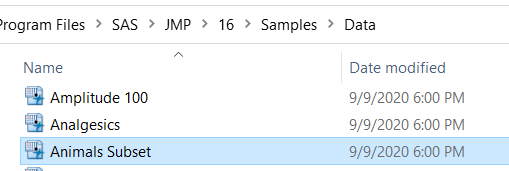 Program Files > SAS > JMP > 16 > Samples > Data
Name Date modified
Amplitude 100 9/9/2020 6:00 PM
Analgesics 9/9/2020 6:00 PM
Animals Subset 9/9/2020 6:00 PM